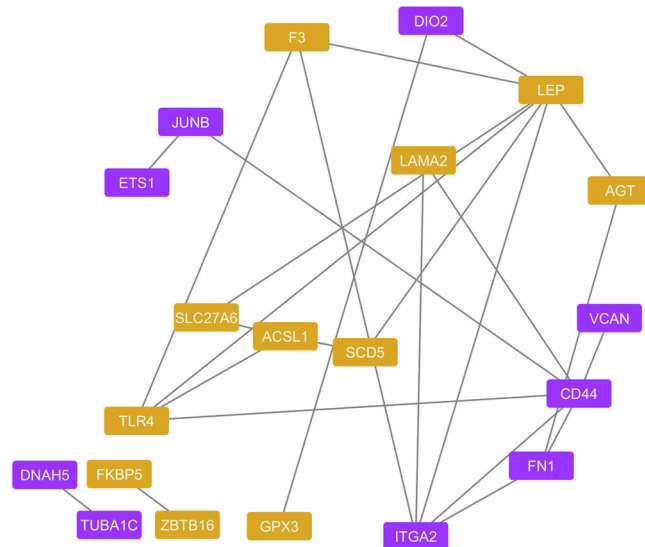 DIO2
F3
LEP
JUNB
LAMA2
ETS1
AGT
SLC27A6
VCAN
ACSL1
SCD5
CD44
TLR4
FN1
DNAH5
FKBP5
TUBA1C
ZBTB16
GPX3
ITGA2